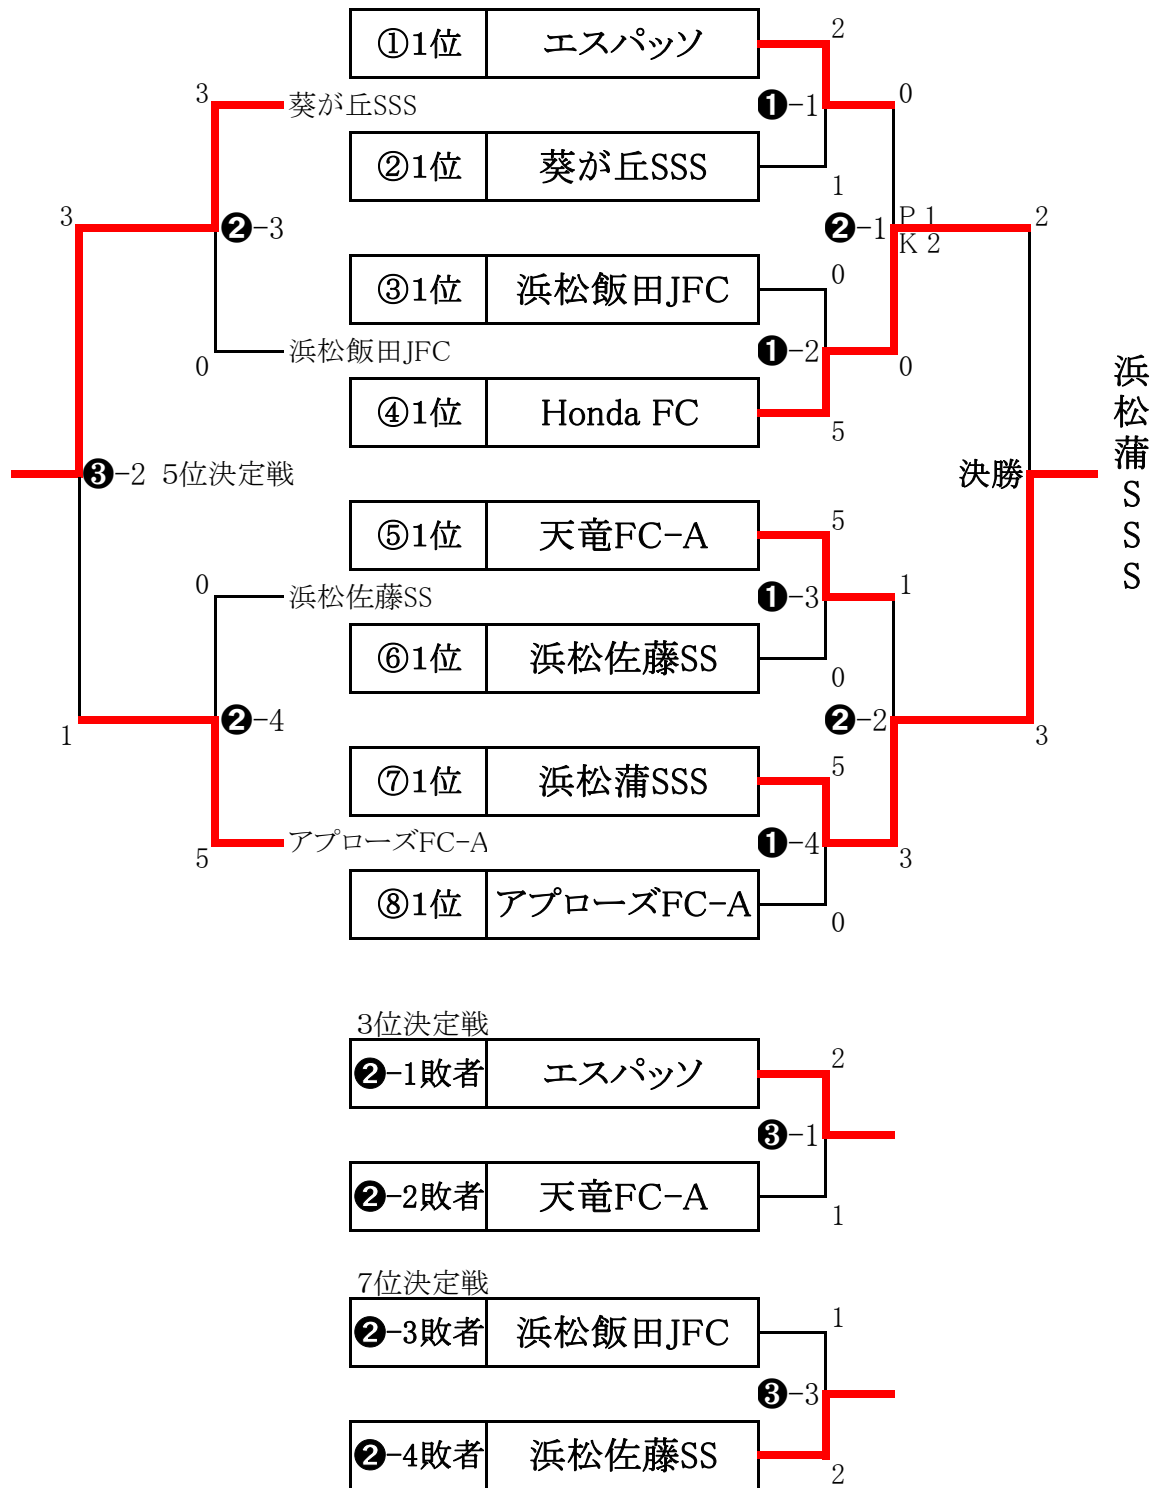 ①1位 エスパッソ 2
3 葵が丘SSS ❶-1 0
②1位 葵が丘SSS 1
3 ❷-3 ❷-1 P 1 2
K 2
③1位 浜松飯田JFC 0
0 浜松飯田JFC ❶-2 0
④1位 Honda FC 5
❸-2 5位決定戦 決勝 浜松蒲SSS
⑤1位 天竜FC-A 5
0 浜松佐藤SS ❶-3 1
⑥1位 浜松佐藤SS 0
1 ❷-4 ❷-2 3
⑦1位 浜松蒲SSS 5
5 アプローズFC-A ❶-4 3
⑧1位 アプローズFC-A 0
3位決定戦
❷-1敗者 エスパッソ 2
❸-1
❷-2敗者 天竜FC-A 1
7位決定戦
❷-3敗者 浜松飯田JFC 1
❸-3
❷-4敗者 浜松佐藤SS 2